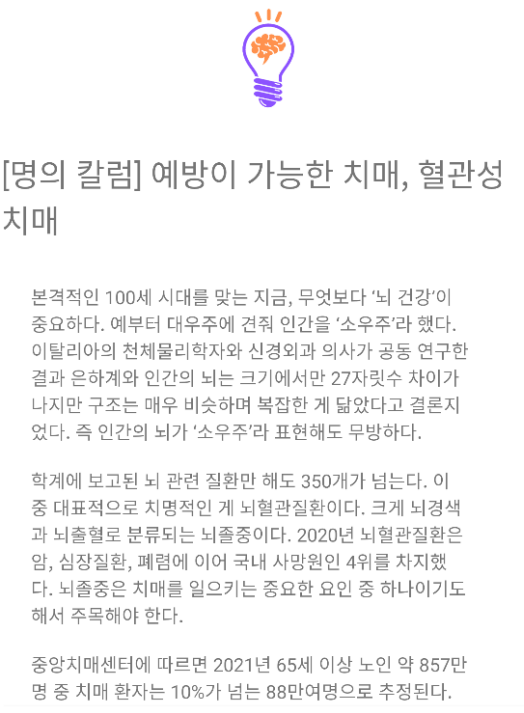 [명의 칼럼] 예방이 가능한 치매, 혈관성
치매
본격적인 100세 시대를 맞는 지금, 무엇보다 ‘뇌 건강’이
중요하다. 예부터 대우주에 견줘 인간을 ‘소우주’라 했다.
이탈리아의 천체물리학자와 신경외과 의사가 공동 연구한
결과 은하계와 인간의 뇌는 크기에서만 27자릿수 차이가
나지만 구조는 매우 비슷하며 복잡한 게 닮았다고 결론지
었다. 즉 인간의 뇌가 ‘소우주’라 표현해도 무방하다.
학계에 보고된 뇌 관련 질환만 해도 350개가 넘는다. 이
중 대표적으로 치명적인 게 뇌혈관질환이다. 크게 뇌경색
과 뇌출혈로 분류되는 뇌졸중이다. 2020년 뇌혈관질환은
암, 심장질환, 폐렴에 이어 국내 사망원인 4위를 차지했
다. 뇌졸중은 치매를 일으키는 중요한 요인 중 하나이기도
해서 주목해야 한다.
중앙치매센터에 따르면 2021년 65세 이상 노인 약 857만
명 중 치매 환자는 10%가 넘는 88만여명으로 추정된다.